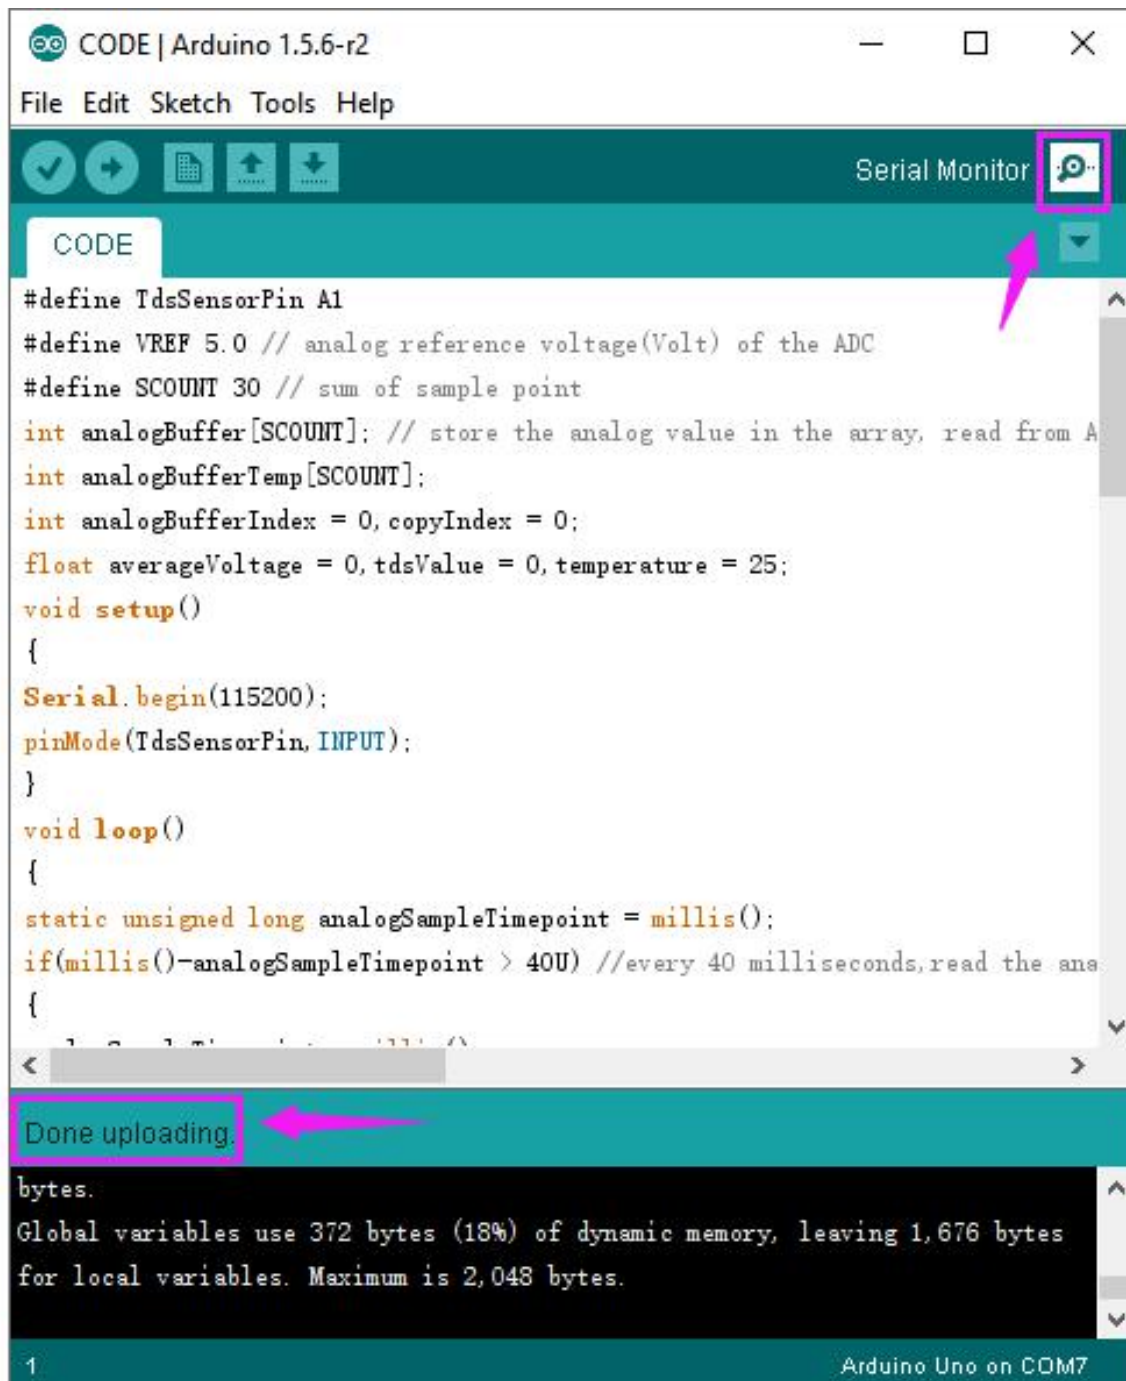 CODE | Arduino 1.5.6-r2
File Edit Sketch Tools Help
Serial Monitor
CODE
#define TdsSensorPin A1
#define VREF 5.0 // analog reference voltage(Volt) of the ADC
#define SCOUNT 30 // sum of sample point
int analogBuffer[SCOUNT]; // store the analog value in the array, read from A
int analogBufferTemp[SCOUNT];
int analogBufferIndex = 0,copyIndex = 0;
float averageVoltage = 0,tdsValue = 0,temperature = 25;
void setup()
{
Serial.begin(115200);
pinMode(TdsSensorPin,INPUT);
}
void loop()
{
static unsigned long analogSampleTimepoint = millis();
if(millis()-analogSampleTimepoint > 40U) //every 40 milliseconds,read the ana
{
Done uploading.
bytes.
Global variables use 372 bytes (18%) of dynamic memory, leaving 1,676 bytes
for local variables. Maximum is 2,048 bytes.
1
Arduino Uno on COM7